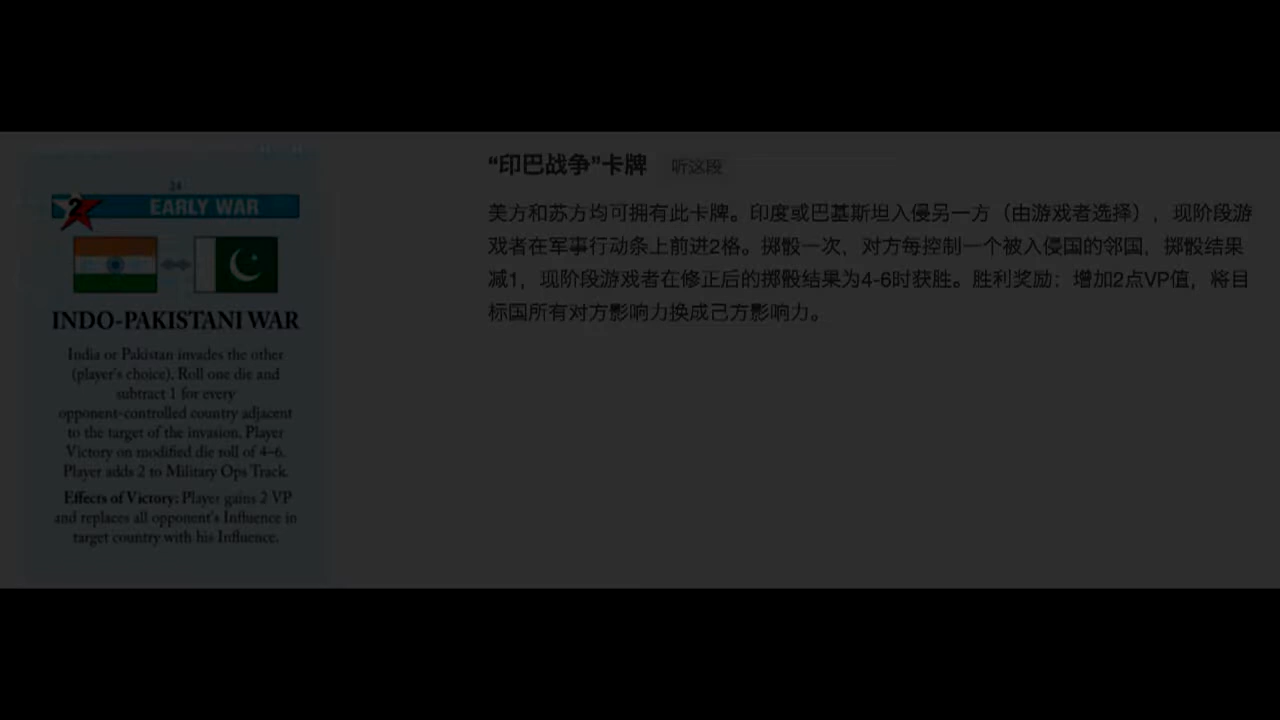 24
2
EARLY WAR
INDO-PAKISTANI WAR
India or Pakistan invades the other
(player's choice). Roll one die and
subtract 1 for every
opponent-controlled country adjacent
to the target of the invasion. Player
Victory on modified die roll of 4–6.
Player adds 2 to Military Ops Track.
Effects of Victory: Player gains 2 VP
and replaces all opponent's Influence in
target country with his Influence.
“印巴战争”卡牌 听这段
美方和苏方均可拥有此卡牌。印度或巴基斯坦入侵另一方（由游戏者选择），现阶段游
戏者在军事行动条上前进2格。掷骰一次，对方每控制一个被入侵国的邻国，掷骰结果
减1，现阶段游戏者在修正后的掷骰结果为4-6时获胜。胜利奖励：增加2点VP值，将目
标国所有对方影响力换成己方影响力。